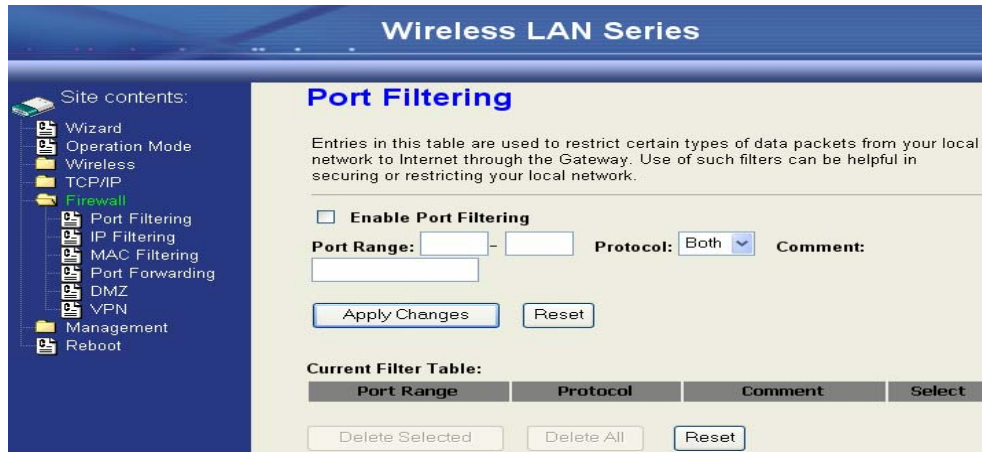 Wireless LAN Series
Site contents:
Wizard
Operation Mode
Wireless
TCP/IP
Firewall
Port Filtering
IP Filtering
MAC Filtering
Port Forwarding
DMZ
VPN
Management
Reboot
Port Filtering
Entries in this table are used to restrict certain types of data packets from your local
network to Internet through the Gateway. Use of such filters can be helpful in
securing or restricting your local network.
Enable Port Filtering
Port Range: - Protocol: Both Comment:
Apply Changes Reset
Current Filter Table:
Port Range Protocol Comment Select
Delete Selected Delete All Reset